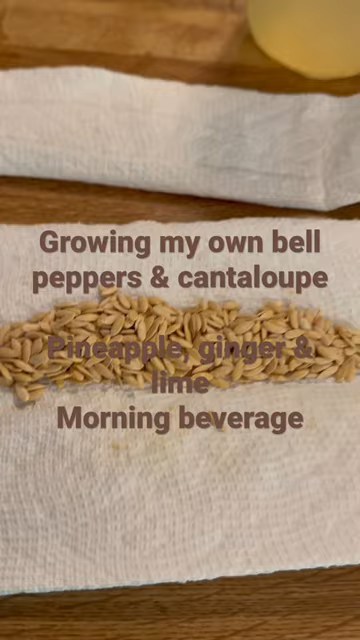 Growing my own bell
peppers & cantaloupe
Pineapple, ginger &
lime
Morning beverage